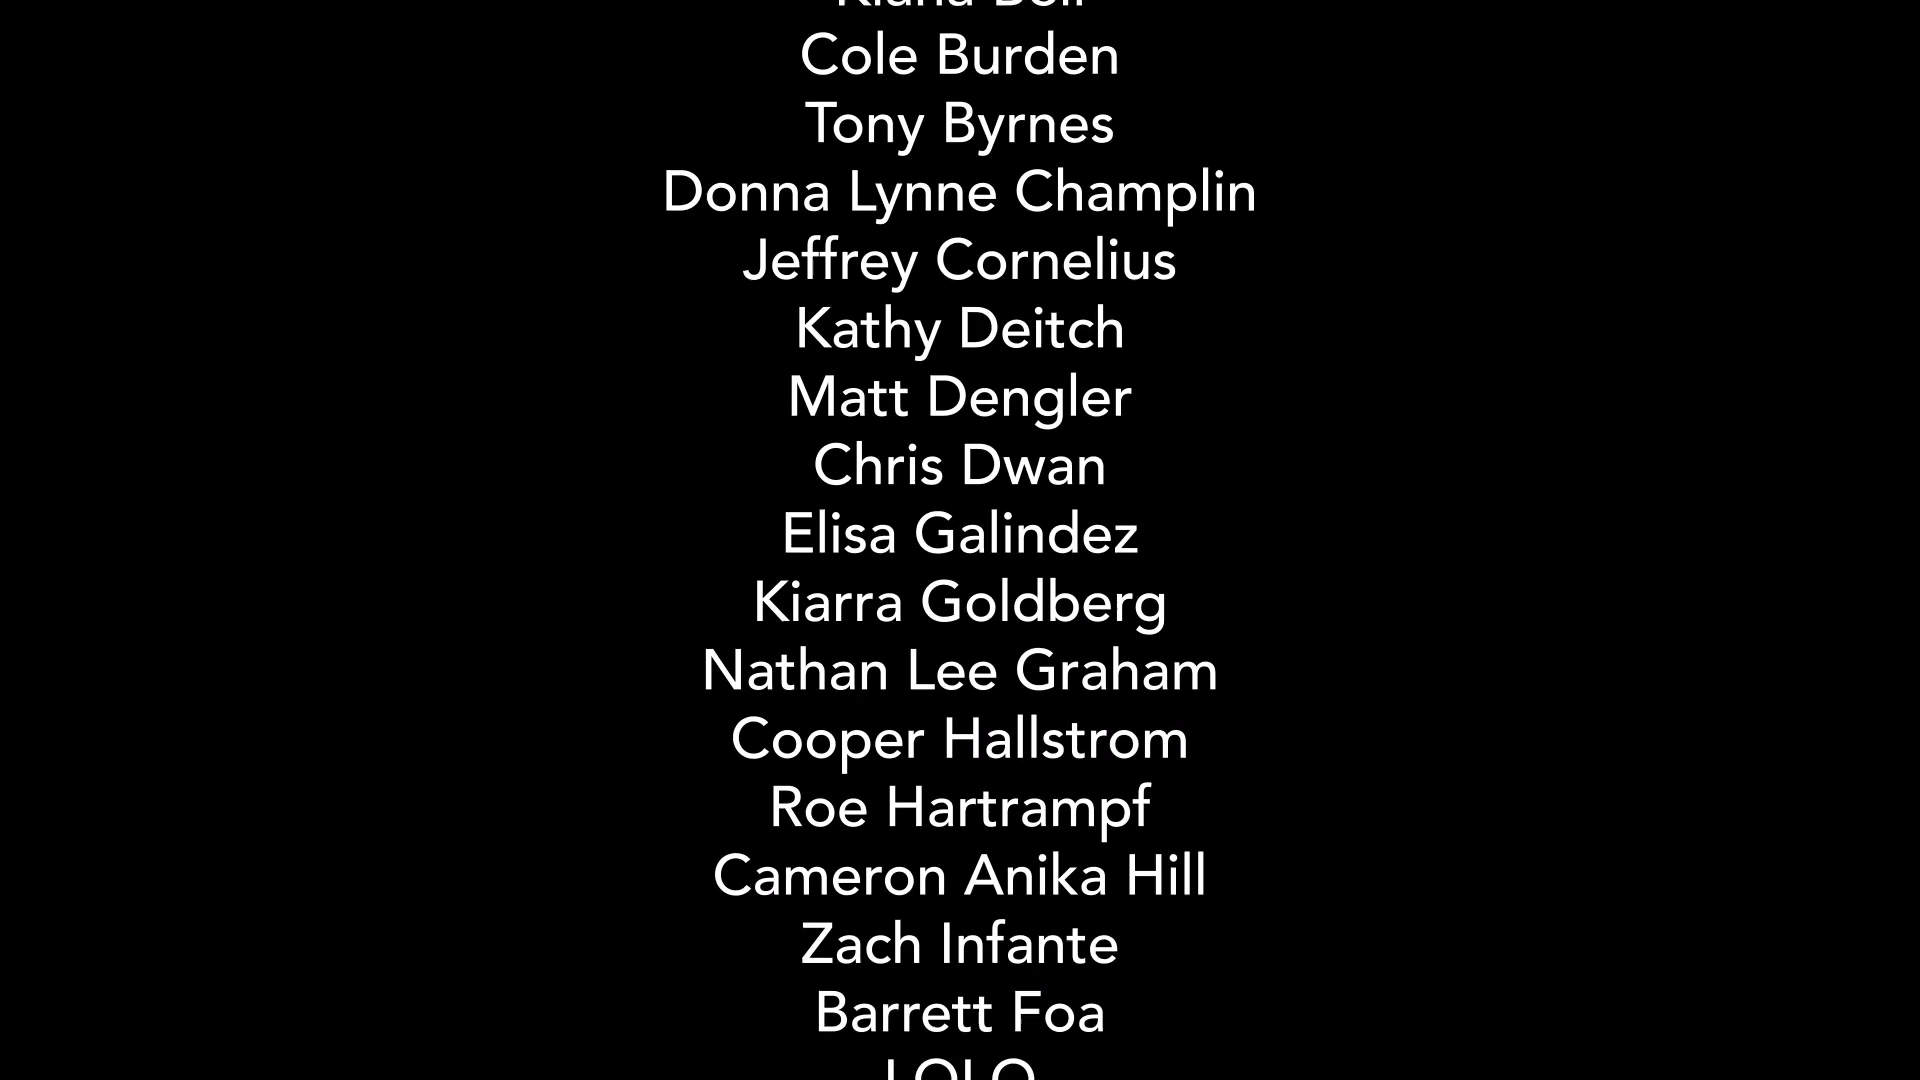 Cole Burden
Tony Byrnes
Donna Lynne Champlin
Jeffrey Cornelius
Kathy Deitch
Matt Dengler
Chris Dwan
Elisa Galindez
Kiarra Goldberg
Nathan Lee Graham
Cooper Hallstrom
Roe Hartrampf
Cameron Anika Hill
Zach Infante
Barrett Foa
LOLO